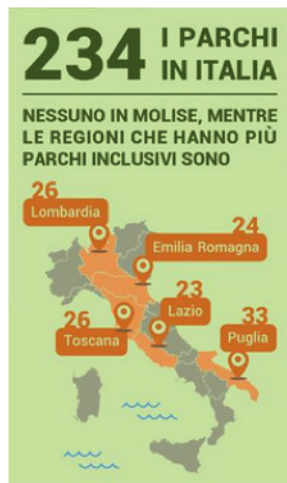 234 I PARCHI
IN ITALIA
NESSUNO IN MOLISE, MENTRE
LE REGIONI CHE HANNO PIÙ
PARCHI INCLUSIVI SONO
26
Lombardia
24
Emilia Romagna
23
Lazio
26
Toscana
33
Puglia